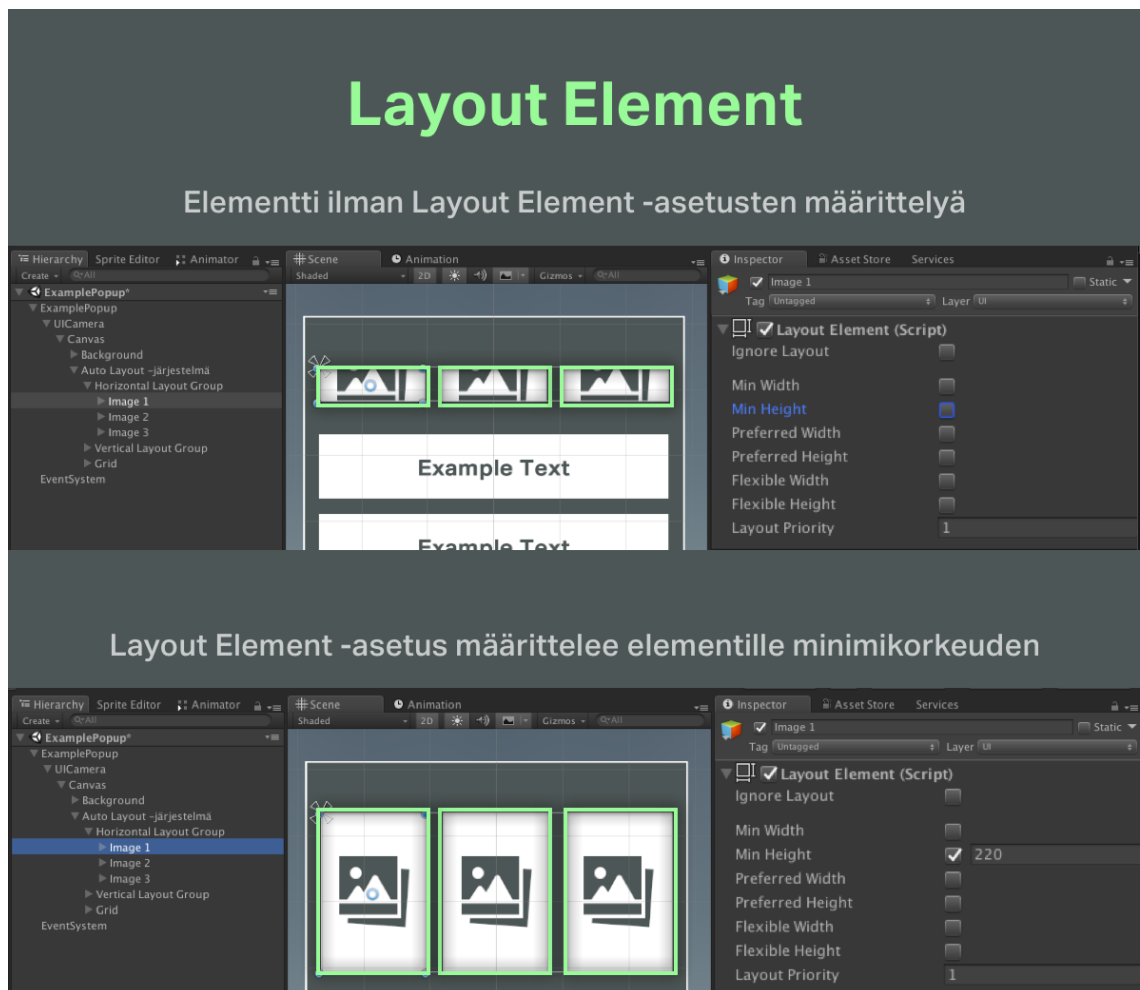 Layout Element
Elementti ilman Layout Element -asetusten määrittelyä
Hierarchy Sprite Editor Animator
Create All
ExamplePopup*
ExamplePopup
UICamera
Canvas
Background
Auto Layout -järjestelmä
Horizontal Layout Group
Image 1
Image 2
Image 3
Vertical Layout Group
Grid
EventSystem
Scene Animation
Shaded 2D Gizmos All
Example Text
Example Text
Inspector Asset Store Services
Image 1 Static
Tag Untagged Layer UI
Layout Element (Script)
Ignore Layout
Min Width
Min Height
Preferred Width
Preferred Height
Flexible Width
Flexible Height
Layout Priority 1
Layout Element -asetus määrittelee elementille minimikorkeuden
Hierarchy Sprite Editor Animator
Create All
ExamplePopup*
ExamplePopup
UICamera
Canvas
Background
Auto Layout -järjestelmä
Horizontal Layout Group
Image 1
Image 2
Image 3
Vertical Layout Group
Grid
EventSystem
Scene Animation
Shaded 2D Gizmos All
Inspector Asset Store Services
Image 1 Static
Tag Untagged Layer UI
Layout Element (Script)
Ignore Layout
Min Width
Min Height 220
Preferred Width
Preferred Height
Flexible Width
Flexible Height
Layout Priority 1